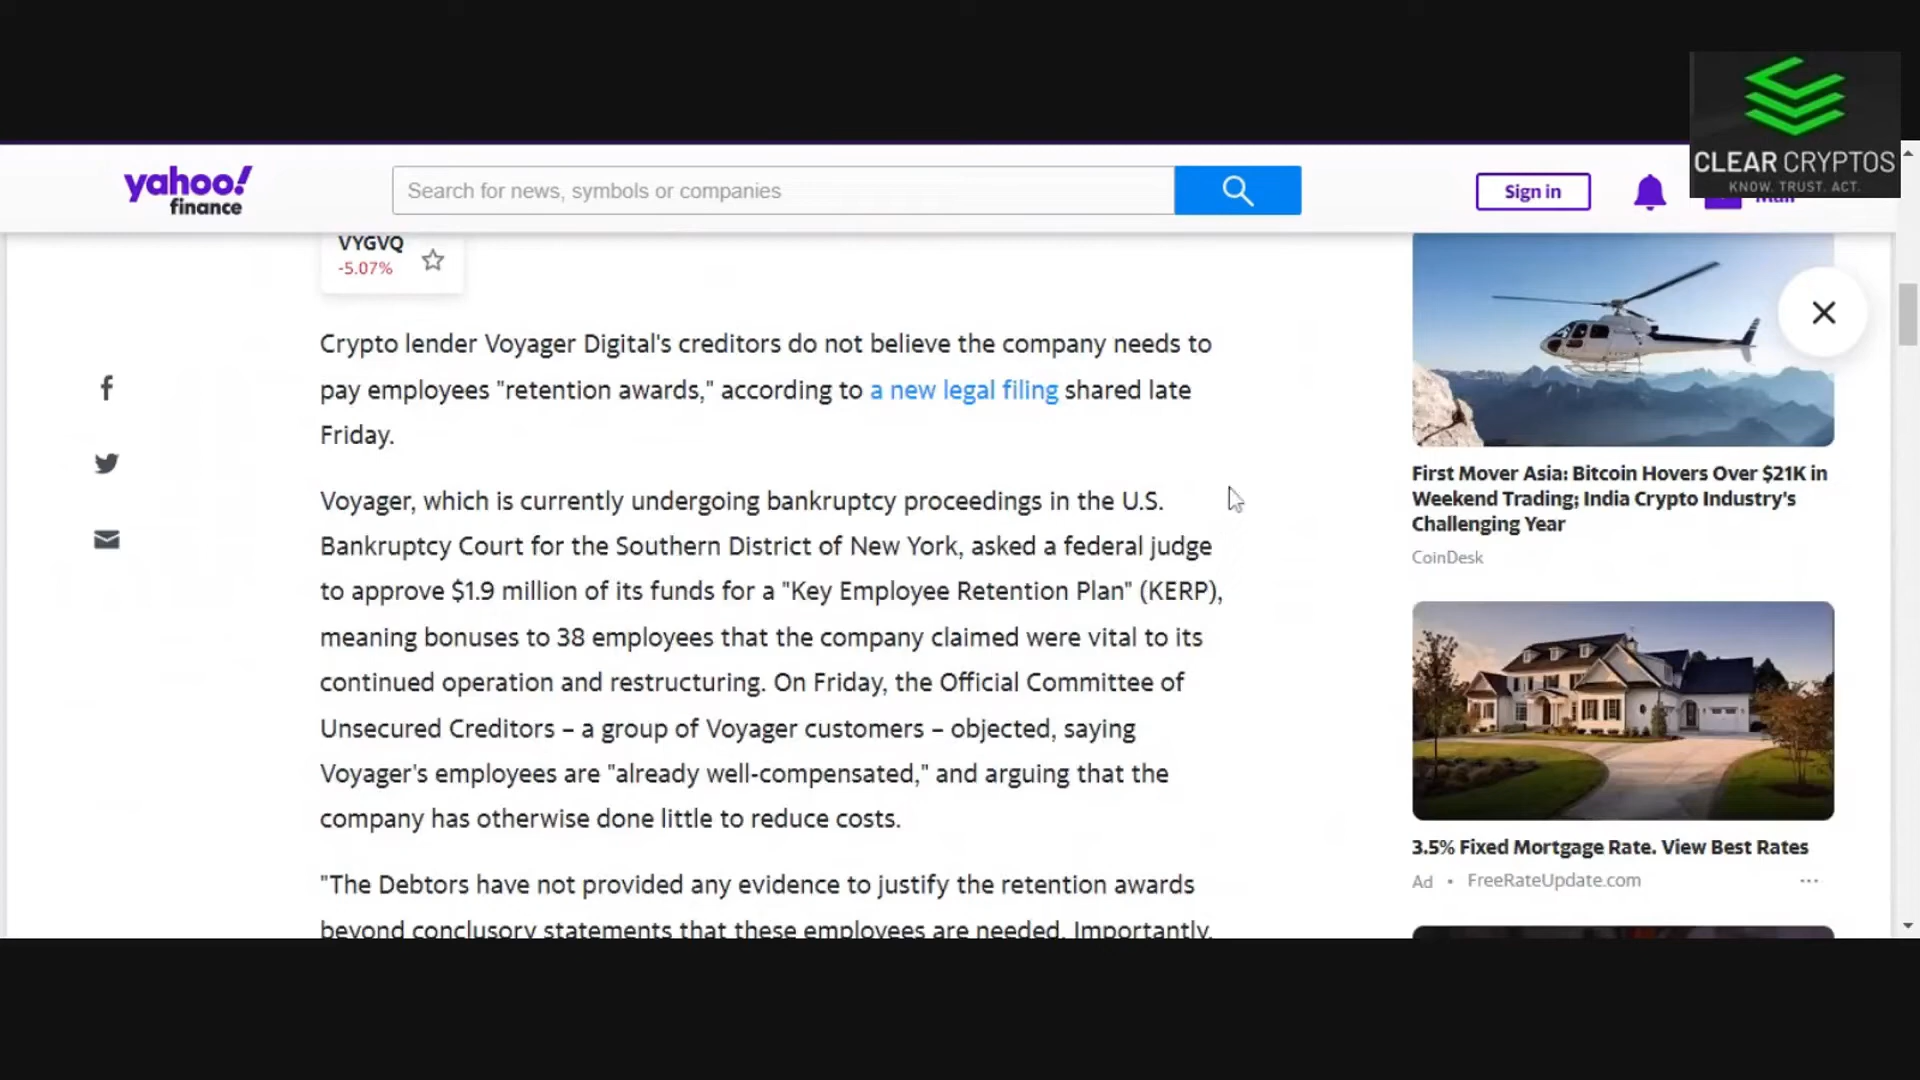 CLEAR CRYPTOS
KNOW. TRUST. ACT.
yahoo!
finance
Search for news, symbols or companies
Sign in
VYGVQ
-5.07%
Crypto lender Voyager Digital's creditors do not believe the company needs to
pay employees "retention awards," according to a new legal filing shared late
Friday.
Voyager, which is currently undergoing bankruptcy proceedings in the U.S.
Bankruptcy Court for the Southern District of New York, asked a federal judge
to approve $1.9 million of its funds for a "Key Employee Retention Plan" (KERP),
meaning bonuses to 38 employees that the company claimed were vital to its
continued operation and restructuring. On Friday, the Official Committee of
Unsecured Creditors – a group of Voyager customers – objected, saying
Voyager's employees are "already well-compensated," and arguing that the
company has otherwise done little to reduce costs.
"The Debtors have not provided any evidence to justify the retention awards
beyond conclusory statements that these employees are needed. Importantly,
First Mover Asia: Bitcoin Hovers Over $21K in
Weekend Trading; India Crypto Industry's
Challenging Year
CoinDesk
3.5% Fixed Mortgage Rate. View Best Rates
Ad • FreeRateUpdate.com